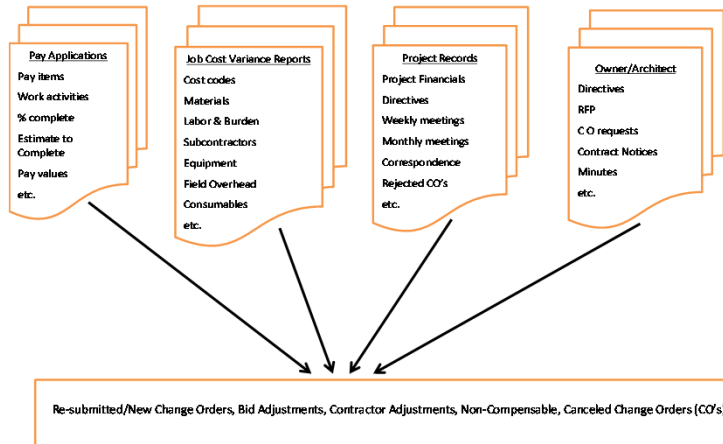 Pay Applications
Pay items
Work activities
% complete
Estimate to
Complete
Pay values
etc.
Job Cost Variance Reports
Cost codes
Materials
Labor & Burden
Subcontractors
Equipment
Field Overhead
Consumables
etc.
Project Records
Project Financials
Directives
Weekly meetings
Monthly meetings
Correspondence
Rejected CO's
etc.
Owner/Architect
Directives
RFP
C O requests
Contract Notices
Minutes
etc.
Re-submitted/New Change Orders, Bid Adjustments, Contractor Adjustments, Non-Compensable, Canceled Change Orders (CO's)